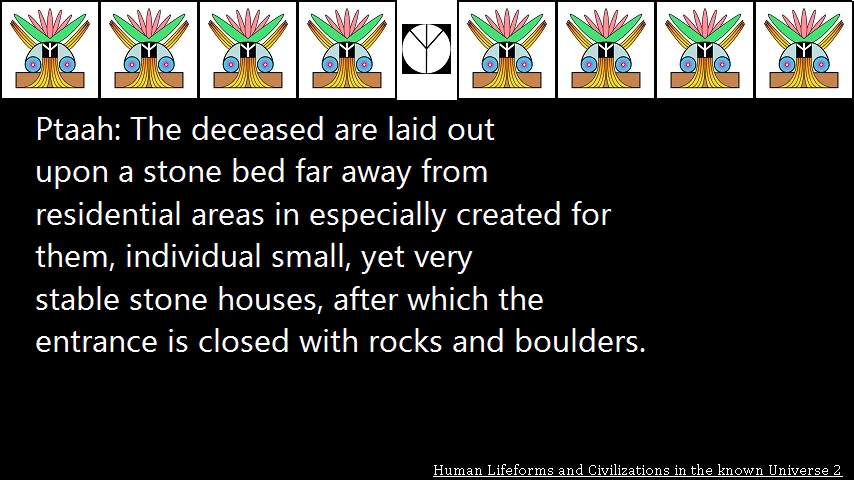 Ptaah: The deceased are laid out
upon a stone bed far away from
residential areas in especially created for
them, individual small, yet very
stable stone houses, after which the
entrance is closed with rocks and boulders.
Human Lifeforms and Civilizations in the known Universe 2